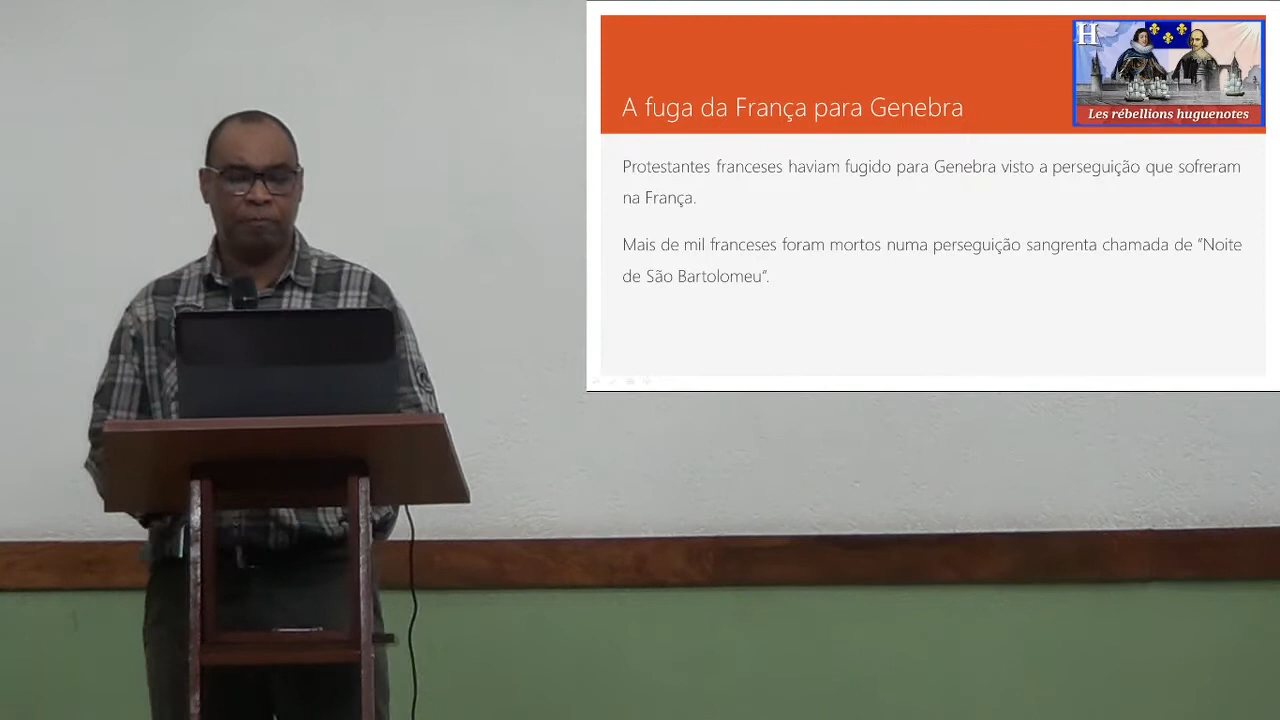 H
Les rébellions huguenotes
A fuga da França para Genebra
Protestantes franceses haviam fugido para Genebra visto a perseguição que sofreram
na França.
Mais de mil franceses foram mortos numa perseguição sangrenta chamada de “Noite
de São Bartolomeu”.